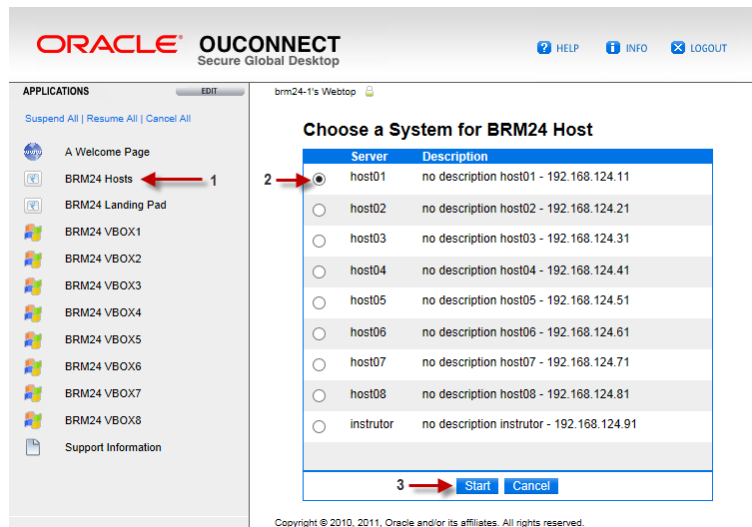 ORACLE® OUCONNECT
Secure Global Desktop
? HELP i INFO X LOGOUT
APPLICATIONS EDIT
brm24-1's Webtop
Suspend All | Resume All | Cancel All
Choose a System for BRM24 Host
www A Welcome Page
BRM24 Hosts 1
BRM24 Landing Pad
BRM24 VBOX1
BRM24 VBOX2
BRM24 VBOX3
BRM24 VBOX4
BRM24 VBOX5
BRM24 VBOX6
BRM24 VBOX7
BRM24 VBOX8
Support Information
Server Description
2 host01 no description host01 - 192.168.124.11
host02 no description host02 - 192.168.124.21
host03 no description host03 - 192.168.124.31
host04 no description host04 - 192.168.124.41
host05 no description host05 - 192.168.124.51
host06 no description host06 - 192.168.124.61
host07 no description host07 - 192.168.124.71
host08 no description host08 - 192.168.124.81
instrutor no description instrutor - 192.168.124.91
3 Start Cancel
Copyright © 2010, 2011, Oracle and/or its affiliates. All rights reserved.